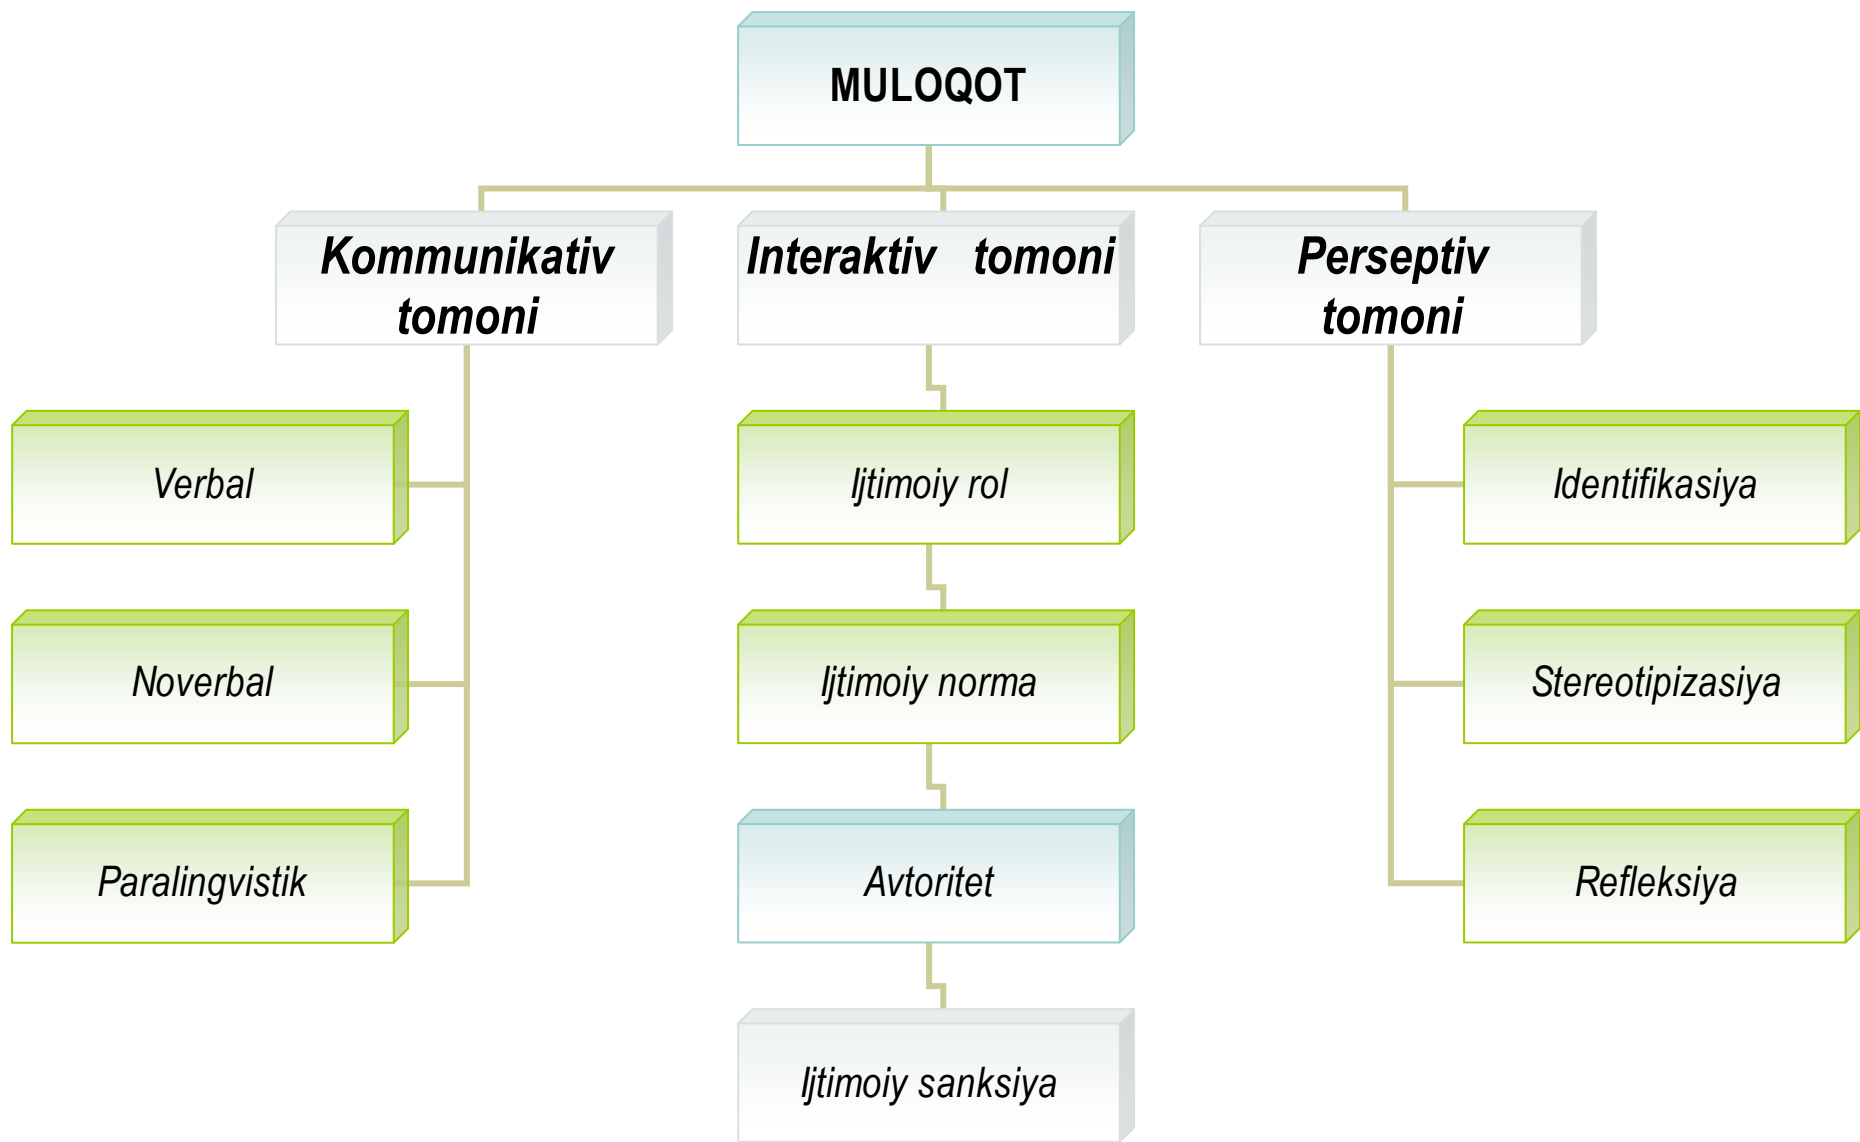 MULOQOT
Kommunikativ
tomoni
Interaktiv tomoni
Perseptiv
tomoni
Verbal
Ijtimoiy rol
Identifikasiya
Noverbal
Ijtimoiy norma
Stereotipizasiya
Paralingvistik
Avtoritet
Refleksiya
Ijtimoiy sanksiya